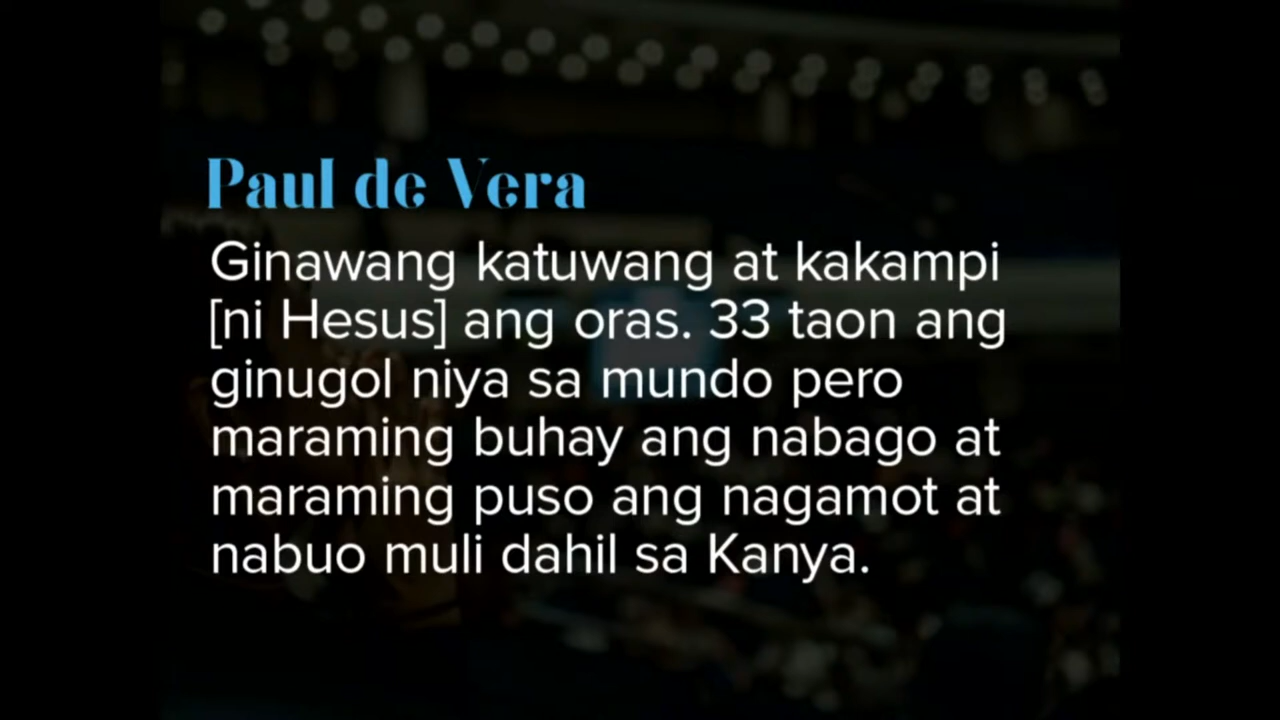 Paul de Vera
Ginawang katuwang at kakampi
[ni Hesus] ang oras. 33 taon ang
ginugol niya sa mundo pero
maraming buhay ang nabago at
maraming puso ang nagamot at
nabuo muli dahil sa Kanya.